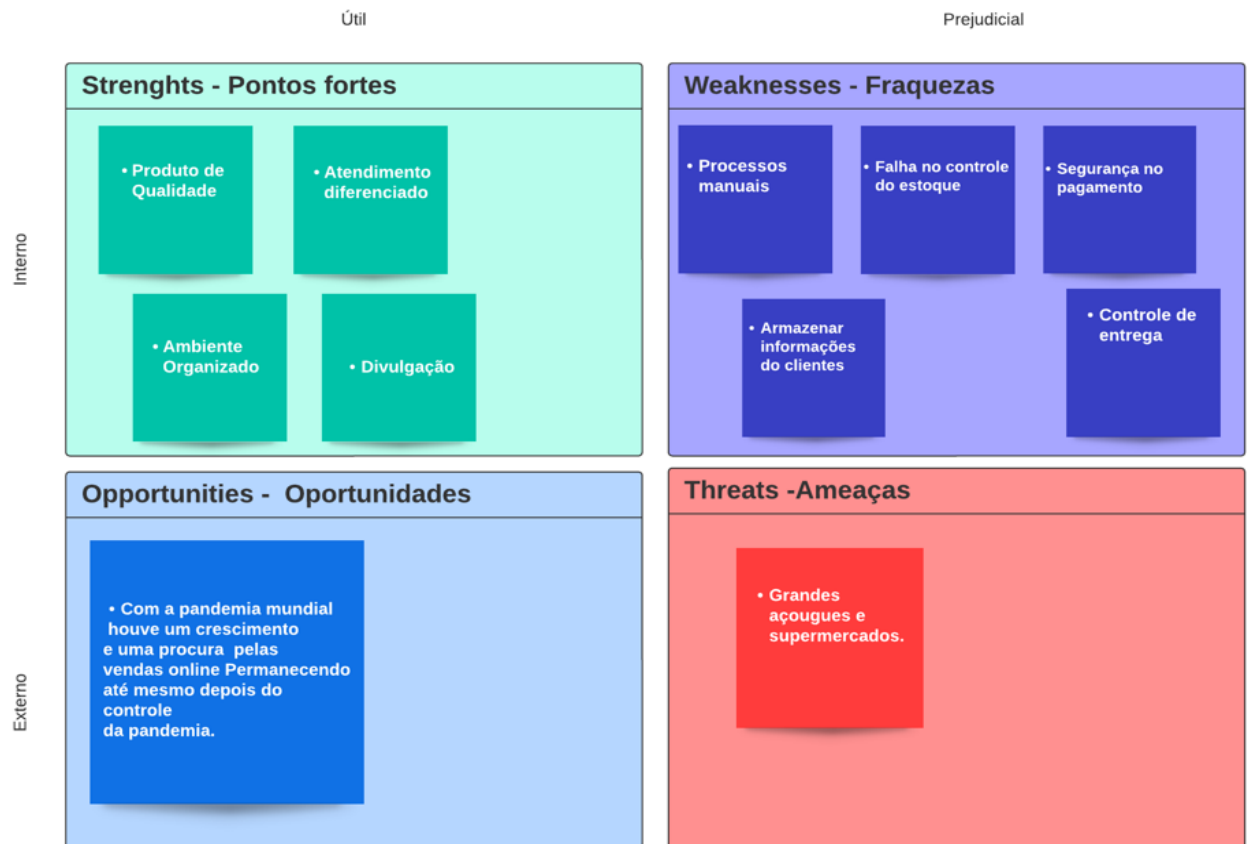 Útil
Prejudicial
Interno
Strenghts - Pontos fortes
• Produto de
Qualidade
• Atendimento
diferenciado
• Ambiente
Organizado
• Divulgação
Weaknesses - Fraquezas
• Processos
manuais
• Falha no controle
do estoque
• Segurança no
pagamento
• Armazenar
informações
do clientes
• Controle de
entrega
Externo
Opportunities - Oportunidades
• Com a pandemia mundial
houve um crescimento
e uma procura pelas
vendas online Permanecendo
até mesmo depois do
controle
da pandemia.
Threats -Ameaças
• Grandes
açougues e
supermercados.